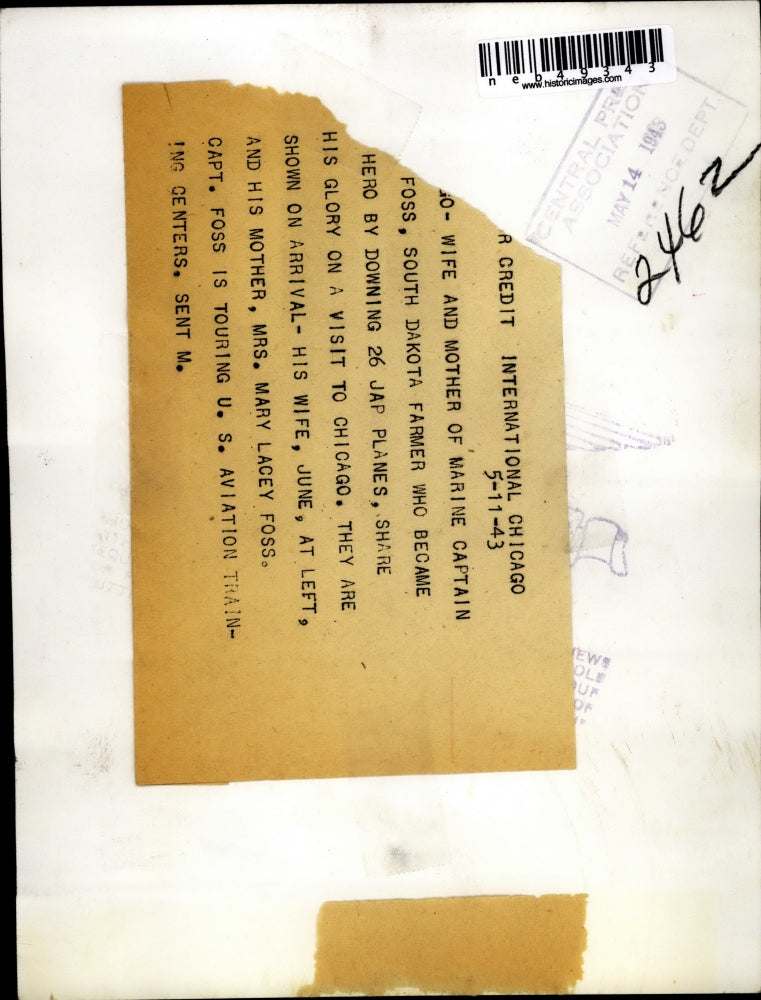 neb49343
www.historicimages.com
CENTRAL PR
ASSOCIATION
MAY 14 1943
REFERENCE DEPT.
2462
R CREDIT INTERNATIONAL CHICAGO
5-11-43
GO- WIFE AND MOTHER OF MARINE CAPTAIN
FOSS, SOUTH DAKOTA FARMER WHO BECAME
HERO BY DOWNING 26 JAP PLANES, SHARE
HIS GLORY ON A VISIT TO CHICAGO. THEY ARE
SHOWN ON ARRIVAL- HIS WIFE, JUNE, AT LEFT,
AND HIS MOTHER, MRS. MARY LACEY FOSS.
CAPT. FOSS IS TOURING U. S. AVIATION TRAIN-
ING CENTERS. SENT M.